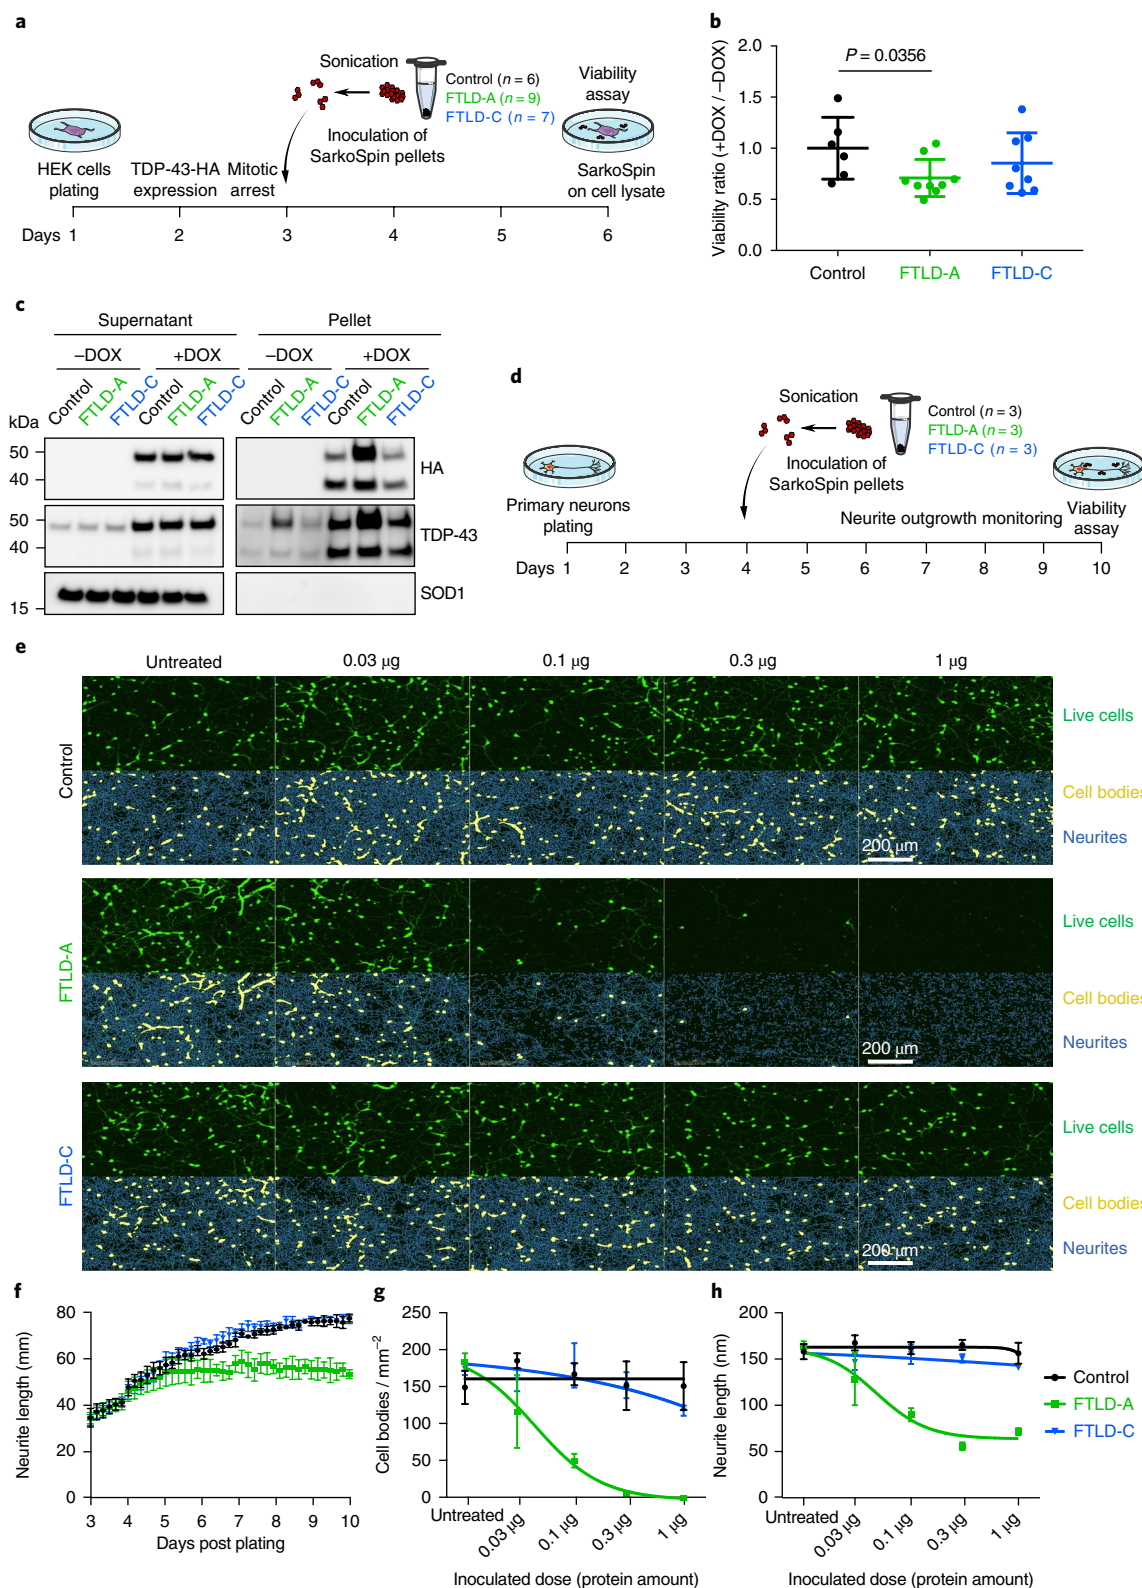 a
Sonication
Control (n = 6)
FTLD-A (n = 9)
FTLD-C (n = 7)
Inoculation of
SarkoSpin pellets
Viability
assay
HEK cells
plating
TDP-43-HA
expression
Mitotic
arrest
SarkoSpin
on cell lysate
Days 1 2 3 4 5 6
b
Viability ratio (+DOX / –DOX)
2.0
1.5
1.0
0.5
0.0
P = 0.0356
Control FTLD-A FTLD-C
c
Supernatant Pellet
–DOX +DOX –DOX +DOX
Control FTLD-A FTLD-C Control FTLD-A FTLD-C Control FTLD-A FTLD-C Control FTLD-A FTLD-C
kDa
50
40
HA
50
40
TDP-43
15
SOD1
d
Sonication
Control (n = 3)
FTLD-A (n = 3)
FTLD-C (n = 3)
Inoculation of
SarkoSpin pellets
Primary neurons
plating
Neurite outgrowth monitoring
Viability
assay
Days 1 2 3 4 5 6 7 8 9 10
e
Untreated 0.03 µg 0.1 µg 0.3 µg 1 µg
Control
Live cells
Cell bodies
Neurites
200 µm
FTLD-A
Live cells
Cell bodies
Neurites
200 µm
FTLD-C
Live cells
Cell bodies
Neurites
200 µm
f
Neurite length (mm)
80
60
40
20
0
3 4 5 6 7 8 9 10
Days post plating
g
Cell bodies / mm−2
250
200
150
100
50
0
Untreated 0.03 µg 0.1 µg 0.3 µg 1 µg
Inoculated dose (protein amount)
h
Neurite length (nm)
200
150
100
50
0
Untreated 0.03 µg 0.1 µg 0.3 µg 1 µg
Inoculated dose (protein amount)
Control
FTLD-A
FTLD-C